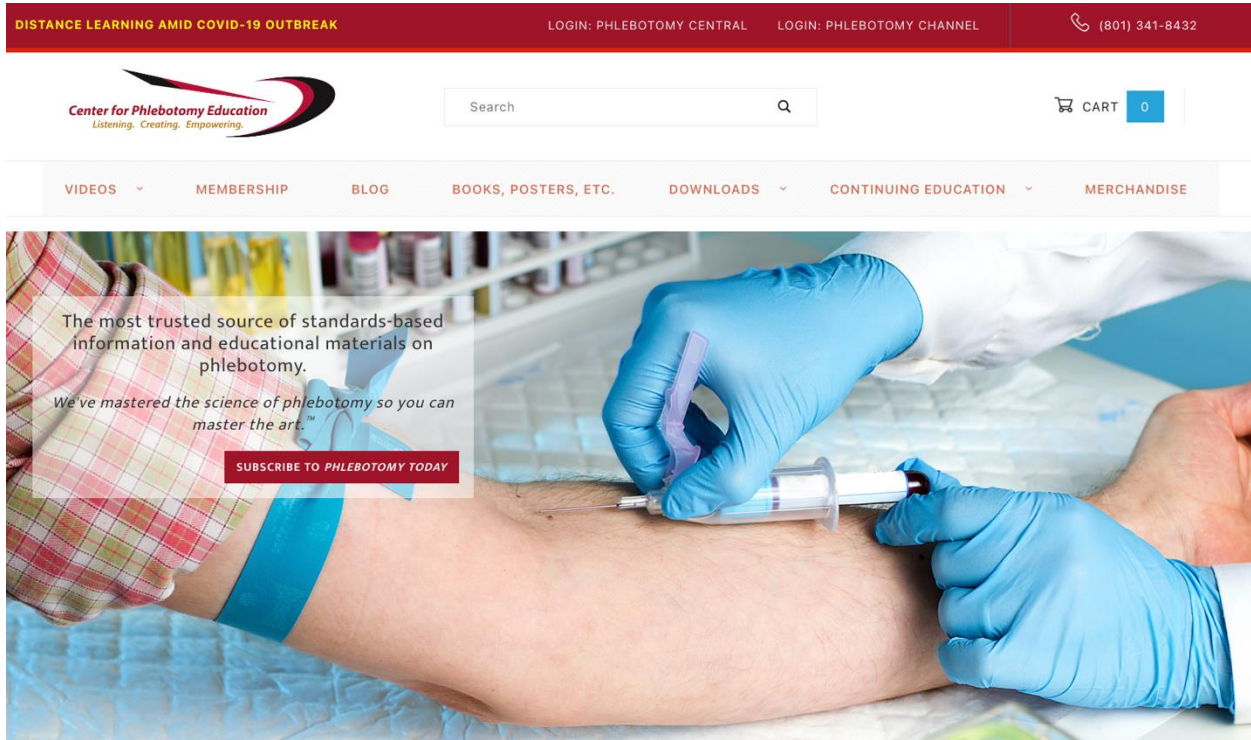 DISTANCE LEARNING AMID COVID-19 OUTBREAK
LOGIN: PHLEBOTOMY CENTRAL
LOGIN: PHLEBOTOMY CHANNEL
(801) 341-8432
Center for Phlebotomy Education
Listening. Creating. Empowering.
Search
CART 0
VIDEOS
MEMBERSHIP
BLOG
BOOKS, POSTERS, ETC.
DOWNLOADS
CONTINUING EDUCATION
MERCHANDISE
The most trusted source of standards-based
information and educational materials on
phlebotomy.
We've mastered the science of phlebotomy so you can
master the art.™
SUBSCRIBE TO PHLEBOTOMY TODAY